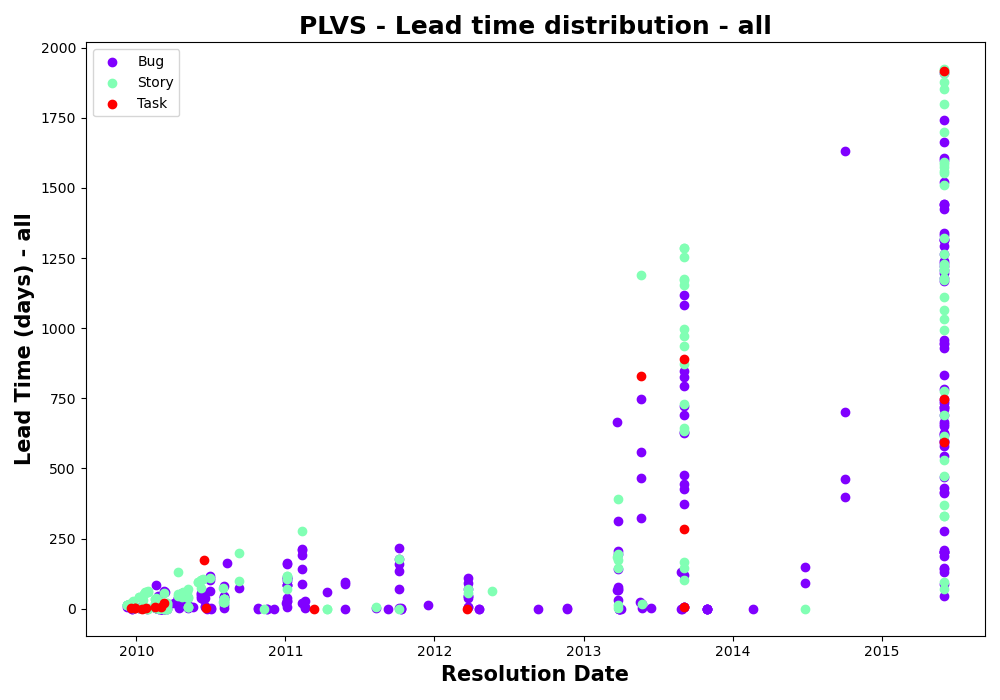 PLVS - Lead time distribution - all
Bug
Story
Task
2000
1750
1500
1250
1000
750
500
250
0
Lead Time (days) - all
2010 2011 2012 2013 2014 2015
Resolution Date